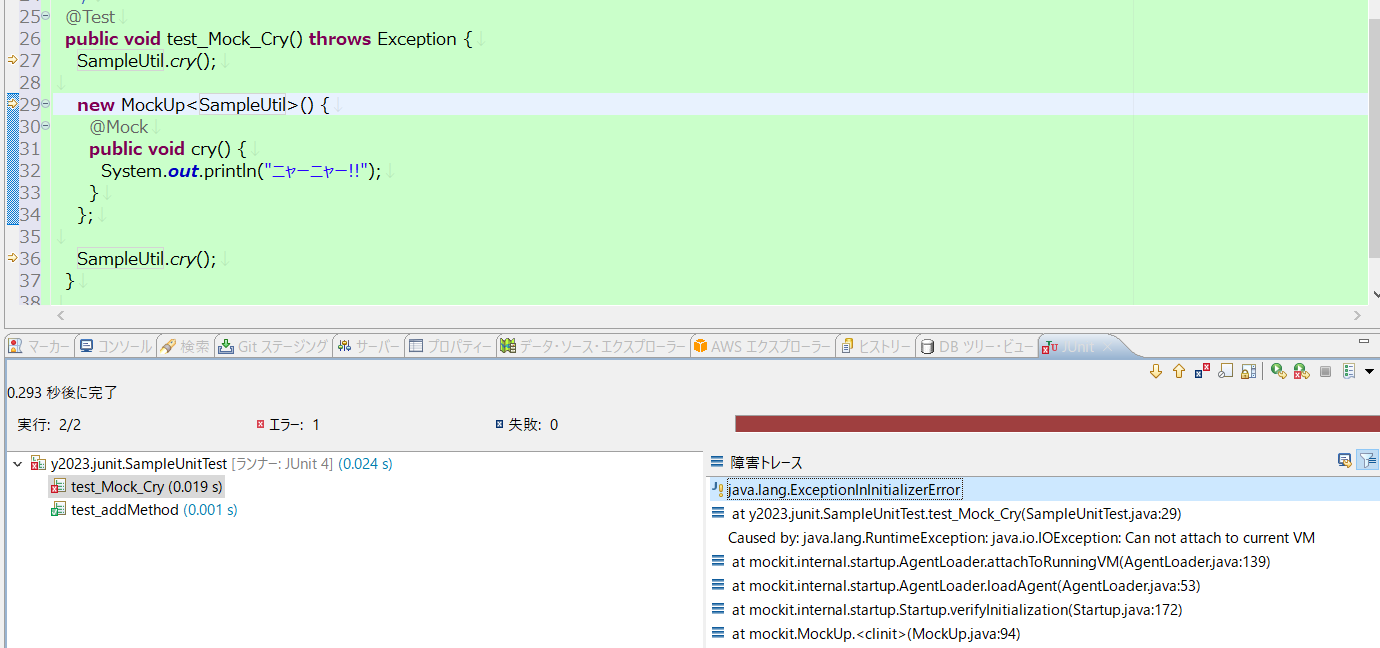 25 @Test
26 public void test_Mock_Cry() throws Exception {
27 SampleUtil.cry();
28
29 new MockUp<SampleUtil>() {
30 @Mock
31 public void cry() {
32 System.out.println("ニャーニャー!!");
33 }
34 };
35
36 SampleUtil.cry();
37 }
38
マーカー コンソール 検索 Git ステージング サーバー プロパティー データ・ソース・エクスプローラー AWS エクスプローラー ヒストリー DB ツリー・ビュー JUnit
0.293 秒後に完了
実行: 2/2 エラー: 1 失敗: 0
y2023.junit.SampleUnitTest [ランナー: JUnit 4] (0.024 s)
test_Mock_Cry (0.019 s)
test_addMethod (0.001 s)
障害トレース
java.lang.ExceptionInInitializerError
at y2023.junit.SampleUnitTest.test_Mock_Cry(SampleUnitTest.java:29)
Caused by: java.lang.RuntimeException: java.io.IOException: Can not attach to current VM
at mockit.internal.startup.AgentLoader.attachToRunningVM(AgentLoader.java:139)
at mockit.internal.startup.AgentLoader.loadAgent(AgentLoader.java:53)
at mockit.internal.startup.Startup.verifyInitialization(Startup.java:172)
at mockit.MockUp.<clinit>(MockUp.java:94)